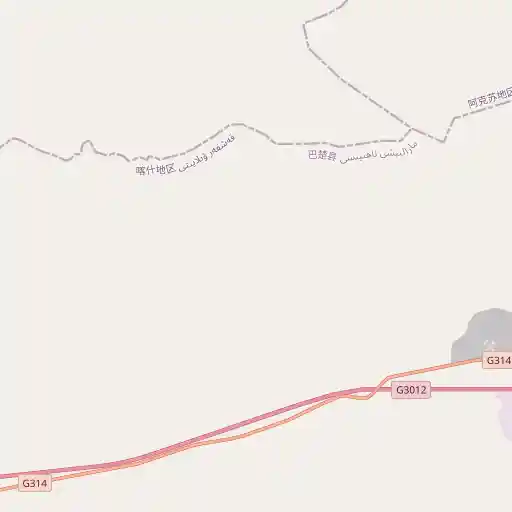 阿克苏地区
巴楚县
مارالبېشى ناھىيىسى
喀什地区
قەشقەر ۋىلايىتى
G314
G3012
G314